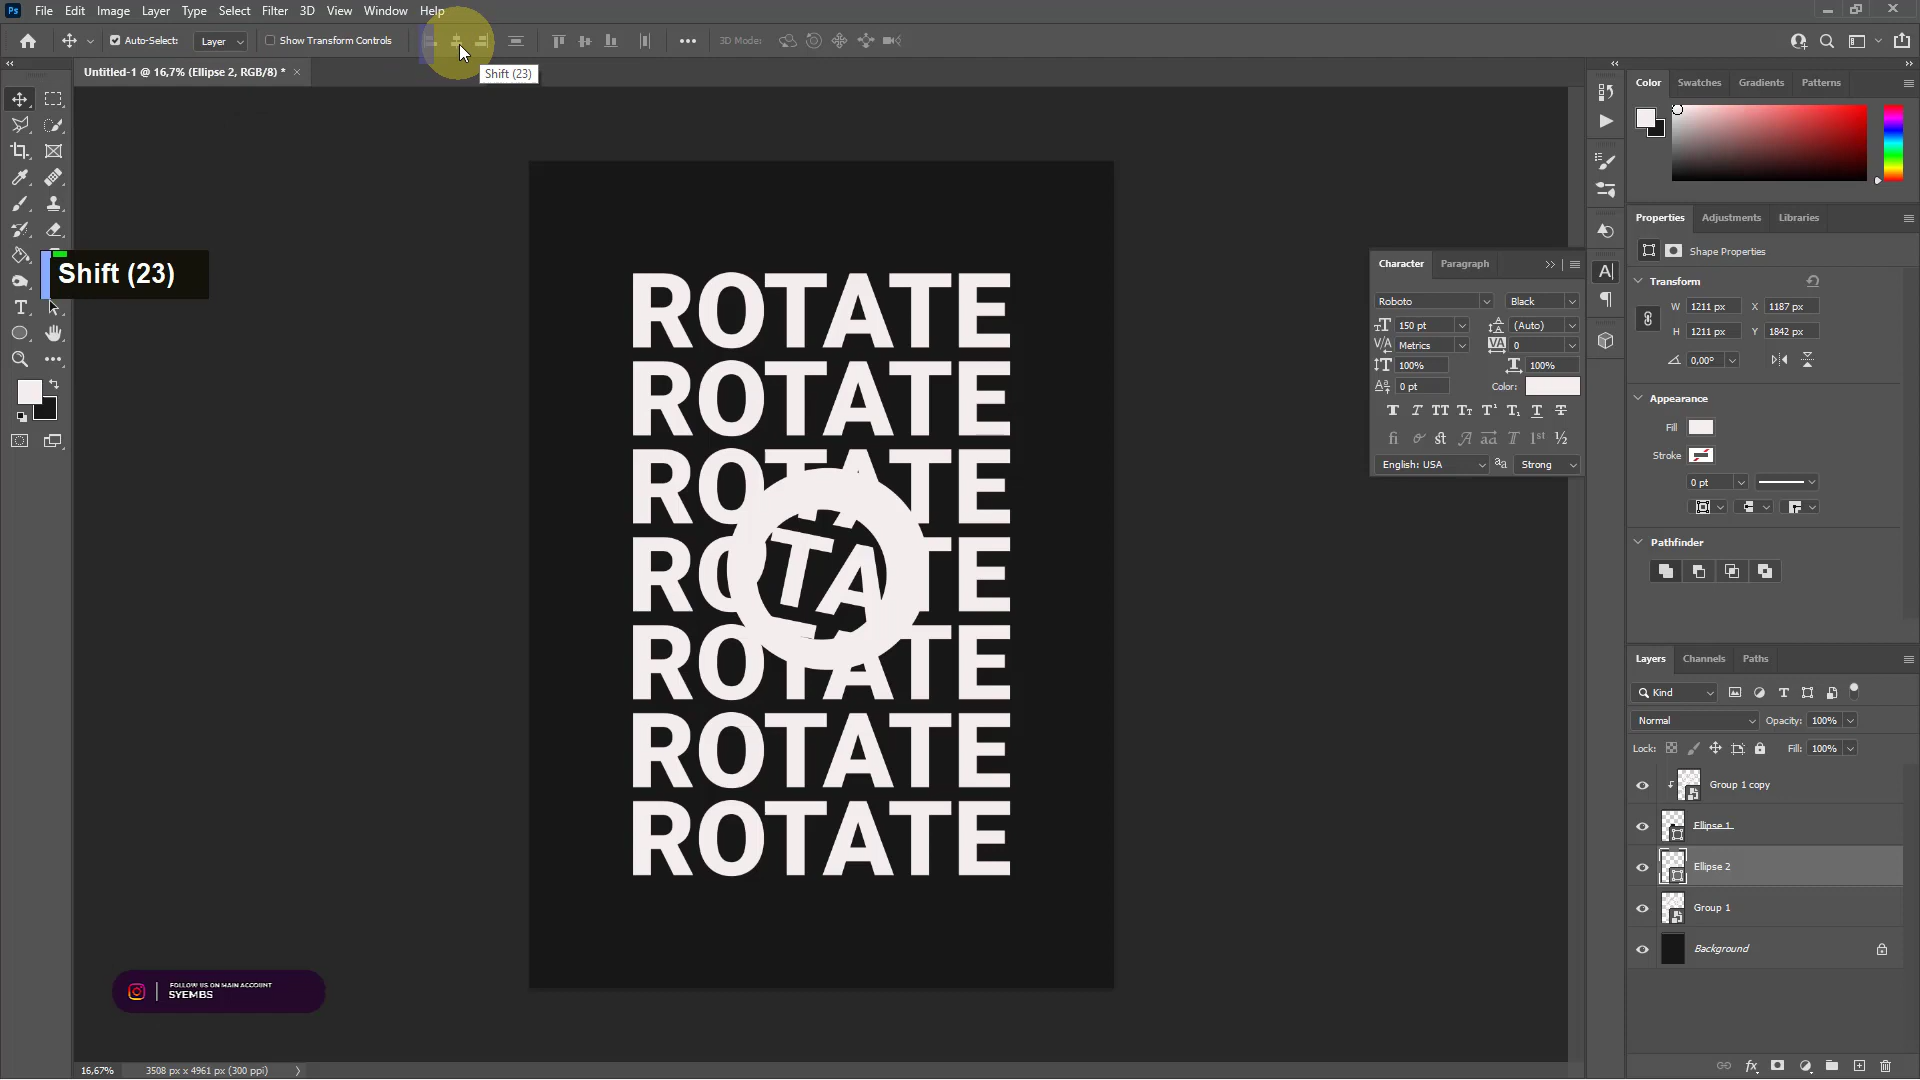 Ps File Edit Image Layer Type Select Filter 3D View Window Help
Auto-Select: Layer Show Transform Controls 3D Mode:
Shift (23)
Untitled-1 @ 16,7% (Ellipse 2, RGB/8) *
Shift (23)
ROTATE
ROTATE
ROTATE
ROTATE
TA
ROTATE
ROTATE
ROTATE
FOLLOW US ON MAIN ACCOUNT
SYEMBS
16,67% 3508 px x 4961 px (300 ppi)
Character Paragraph
Roboto Black
150 pt (Auto)
Metrics 0
100% 100%
0 pt Color:
English: USA Strong
Color Swatches Gradients Patterns
Properties Adjustments Libraries
Shape Properties
Transform
W 1211 px X 1187 px
H 1211 px Y 1842 px
0,00°
Appearance
Fill
Stroke
0 pt
Pathfinder
Layers Channels Paths
Kind
Normal Opacity: 100%
Lock: Fill: 100%
Group 1 copy
Ellipse 1
Ellipse 2
Group 1
Background